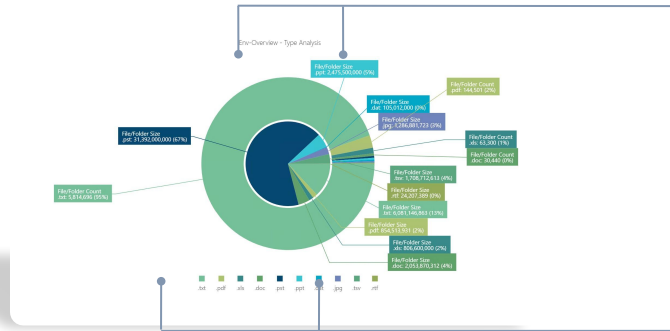 Env-Overview - Type Analysis
File/Folder Size
.ppt: 2,475,500,000 (5%)
File/Folder Count
.pdf: 144,501 (2%)
File/Folder Size
.dat: 105,012,000 (0%)
File/Folder Size
.jpg: 1,286,881,723 (3%)
File/Folder Size
.pst: 31,392,000,000 (67%)
File/Folder Count
.xls: 63,300 (1%)
File/Folder Count
.doc: 30,440 (0%)
File/Folder Size
.tsv: 1,708,712,613 (4%)
File/Folder Size
.rtf: 24,207,389 (0%)
File/Folder Count
.txt: 5,814,636 (95%)
File/Folder Size
.txt: 6,081,146,863 (13%)
File/Folder Size
.pdf: 854,513,931 (2%)
File/Folder Size
.xls: 806,600,000 (2%)
File/Folder Size
.doc: 2,053,870,312 (4%)
.txt .pdf .xls .doc .pst .ppt .jpg .tsv .rtf